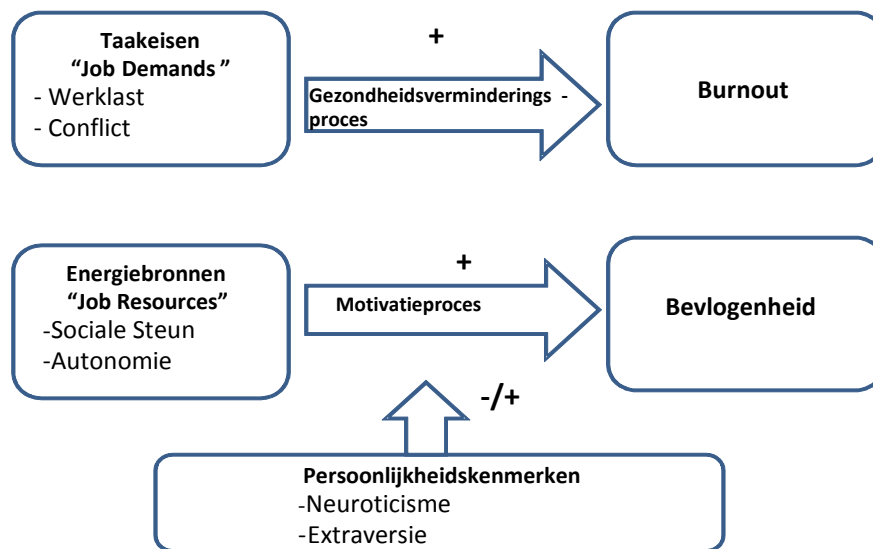 Taakeisen
“Job Demands ”
- Werklast
- Conflict
+
Gezondheidsverminderings -
proces
Burnout
Energiebronnen
“Job Resources”
-Sociale Steun
-Autonomie
+
Motivatieproces
Bevlogenheid
-/+
Persoonlijkheidskenmerken
-Neuroticisme
-Extraversie